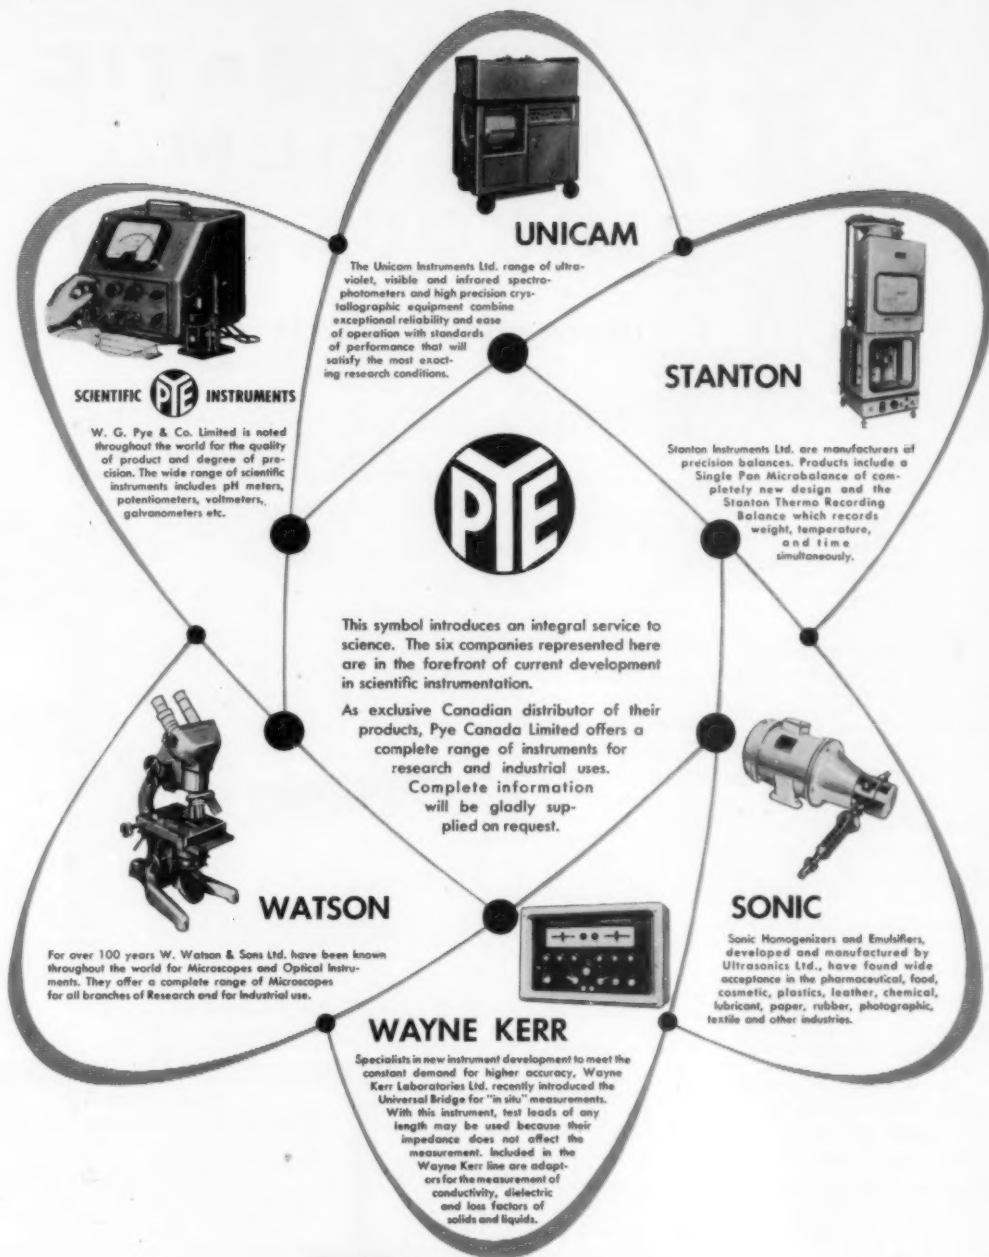 UNICAM
The Unicam Instruments Ltd. range of ultra-
violet, visible and infrared spectro-
photometers and high precision crys-
tallographic equipment combine
exceptional reliability and ease
of operation with standards
of performance that will
satisfy the most exact-
ing research conditions.
SCIENTIFIC PYE INSTRUMENTS
W. G. Pye & Co. Limited is noted
throughout the world for the quality
of product and degree of pre-
cision. The wide range of scientific
instruments includes pH meters,
potentiometers, voltmeters,
galvanometers etc.
STANTON
Stanton Instruments Ltd. are manufacturers of
precision balances. Products include a
Single Pan Microbalance of com-
pletely new design and the
Stanton Thermo Recording
Balance which records
weight, temperature,
and time
simultaneously.
PYE
This symbol introduces an integral service to
science. The six companies represented here
are in the forefront of current development
in scientific instrumentation.
As exclusive Canadian distributor of their
products, Pye Canada Limited offers a
complete range of instruments for
research and industrial uses.
Complete information
will be gladly sup-
plied on request.
WATSON
For over 100 years W. Watson & Sons Ltd. have been known
throughout the world for Microscopes and Optical Instru-
ments. They offer a complete range of Microscopes
for all branches of Research and for Industrial use.
SONIC
Sonic Homogenizers and Emulsifiers,
developed and manufactured by
Ultrasonics Ltd., have found wide
acceptance in the pharmaceutical, food,
cosmetic, plastics, leather, chemical,
lubricant, paper, rubber, photographic,
textile and other industries.
WAYNE KERR
Specialists in new instrument development to meet the
constant demand for higher accuracy, Wayne
Kerr Laboratories Ltd. recently introduced the
Universal Bridge for "in situ" measurements.
With this instrument, test leads of any
length may be used because their
impedance does not affect the
measurement. Included in the
Wayne Kerr line are adapt-
ors for the measurement of
conductivity, dielectric
and loss factors of
solids and liquids.